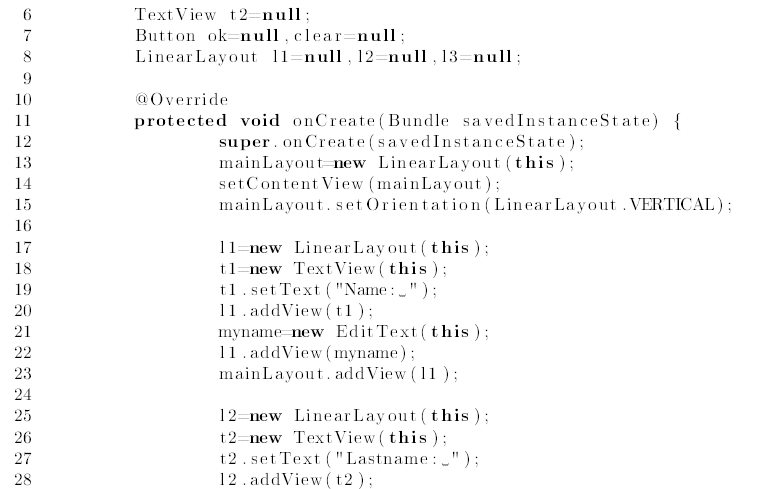 6 TextView t2=null;
7 Button ok=null,clear=null;
8 LinearLayout l1=null,l2=null,l3=null;
9
10 @Override
11 protected void onCreate(Bundle savedInstanceState) {
12 super.onCreate(savedInstanceState);
13 mainLayout=new LinearLayout(this);
14 setContentView(mainLayout);
15 mainLayout.setOrientation(LinearLayout.VERTICAL);
16
17 l1=new LinearLayout(this);
18 t1=new TextView(this);
19 t1.setText("Name:␣");
20 l1.addView(t1);
21 myname=new EditText(this);
22 l1.addView(myname);
23 mainLayout.addView(l1);
24
25 l2=new LinearLayout(this);
26 t2=new TextView(this);
27 t2.setText("Lastname:␣");
28 l2.addView(t2);